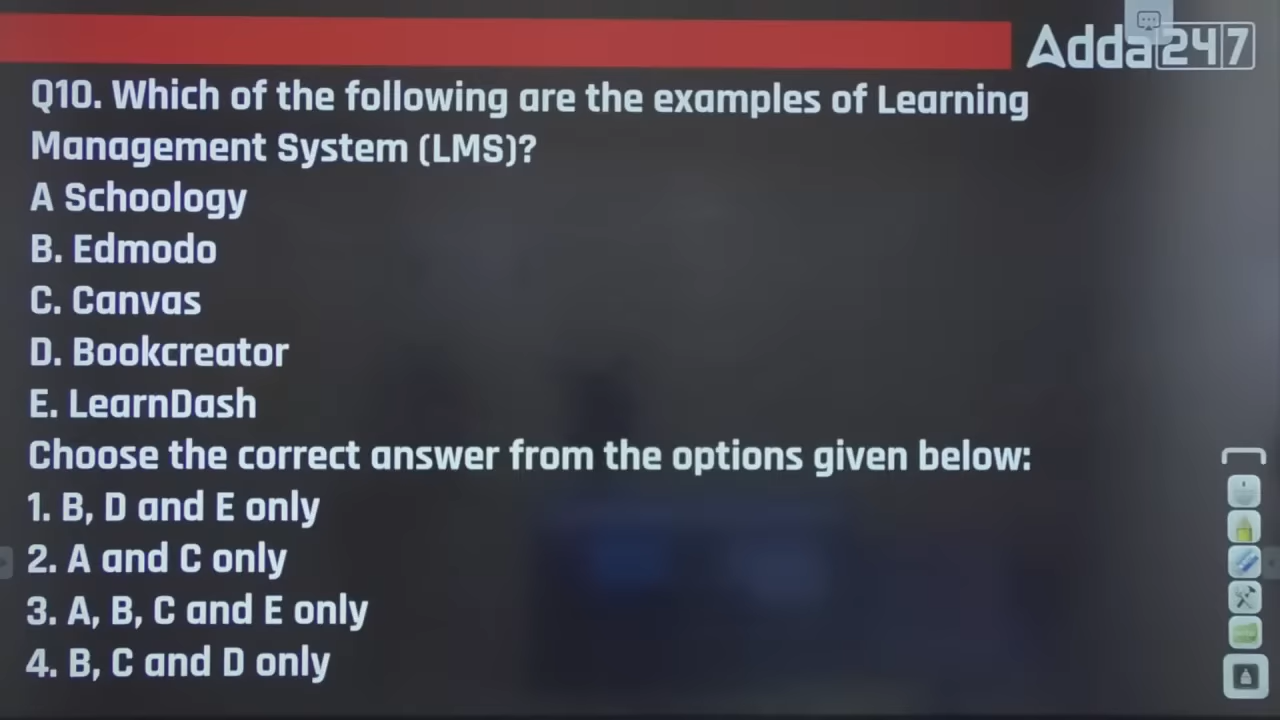 Adda247
Q10. Which of the following are the examples of Learning
Management System (LMS)?
A Schoology
B. Edmodo
C. Canvas
D. Bookcreator
E. LearnDash
Choose the correct answer from the options given below:
1. B, D and E only
2. A and C only
3. A, B, C and E only
4. B, C and D only